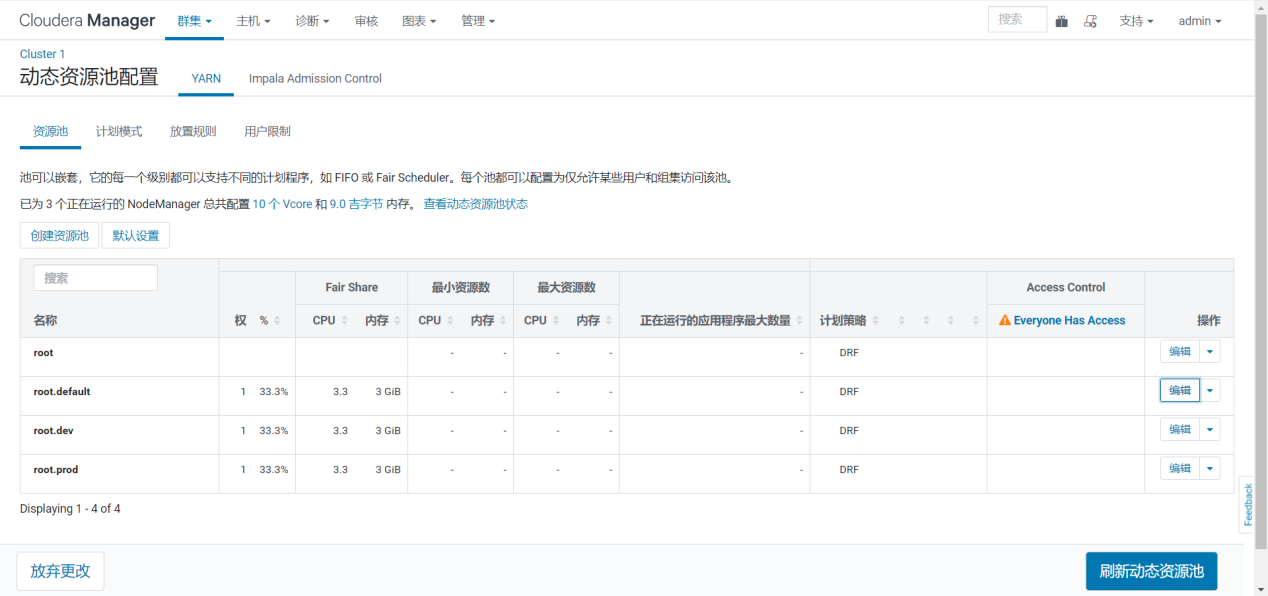 Cloudera Manager 群集 主机 诊断 审核 图表 管理 搜索 支持 admin
Cluster 1
动态资源池配置 YARN Impala Admission Control
资源池 计划模式 放置规则 用户限制
池可以嵌套，它的每一个级别都可以支持不同的计划程序，如 FIFO 或 Fair Scheduler。每个池都可以配置为仅允许某些用户和组集访问该池。
已为 3 个正在运行的 NodeManager 总共配置 10 个 Vcore 和 9.0 吉字节 内存。 查看动态资源池状态
创建资源池 默认设置
搜索
Fair Share 最小资源数 最大资源数 Access Control
名称 权 % CPU 内存 CPU 内存 CPU 内存 正在运行的应用程序最大数量 计划策略 Everyone Has Access 操作
root - - - - - DRF 编辑
root.default 1 33.3% 3.3 3 GiB - - - - - DRF 编辑
root.dev 1 33.3% 3.3 3 GiB - - - - - DRF 编辑
root.prod 1 33.3% 3.3 3 GiB - - - - - DRF 编辑
Displaying 1 - 4 of 4
Feedback
放弃更改 刷新动态资源池